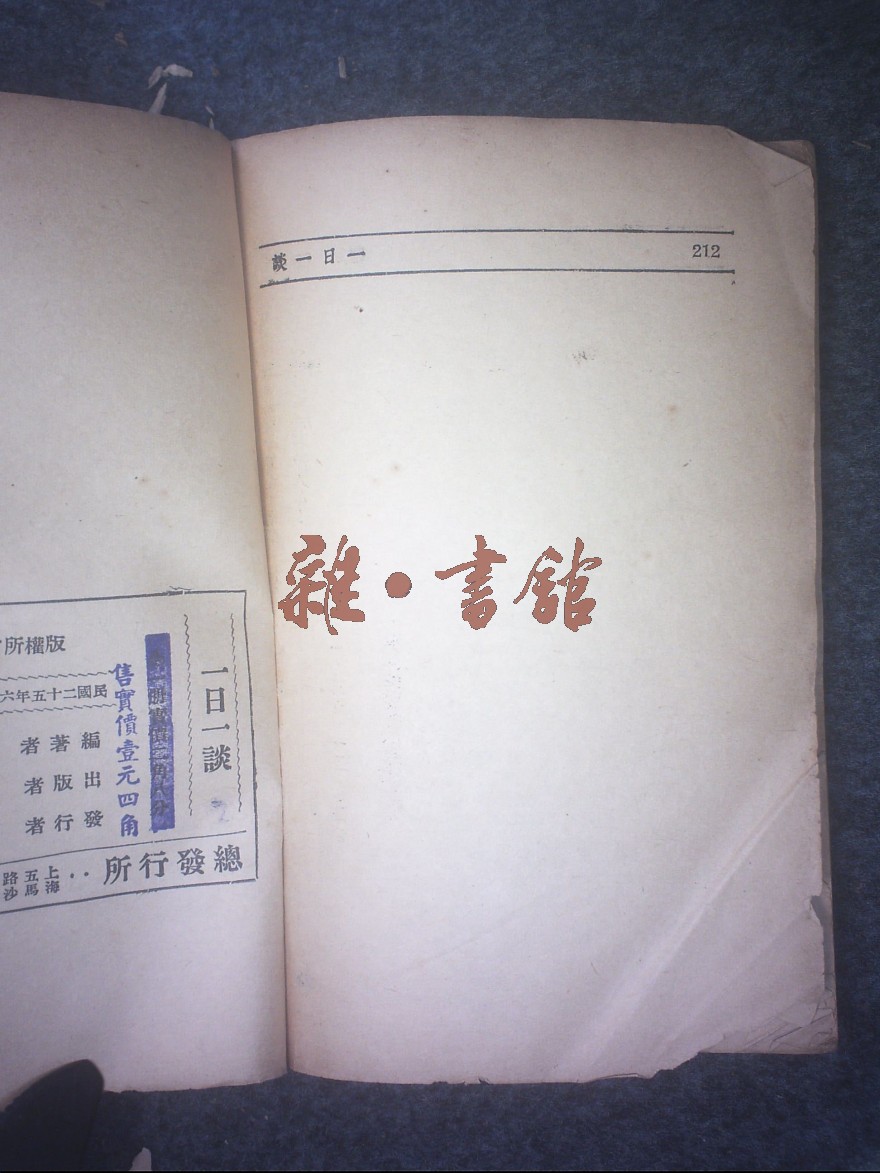 212
一日一談
雜·書館
一日一談
售實價壹元四角
版權所
民國二十五年六
編著者
出版者
發行者
總發行所：上海五馬路沙